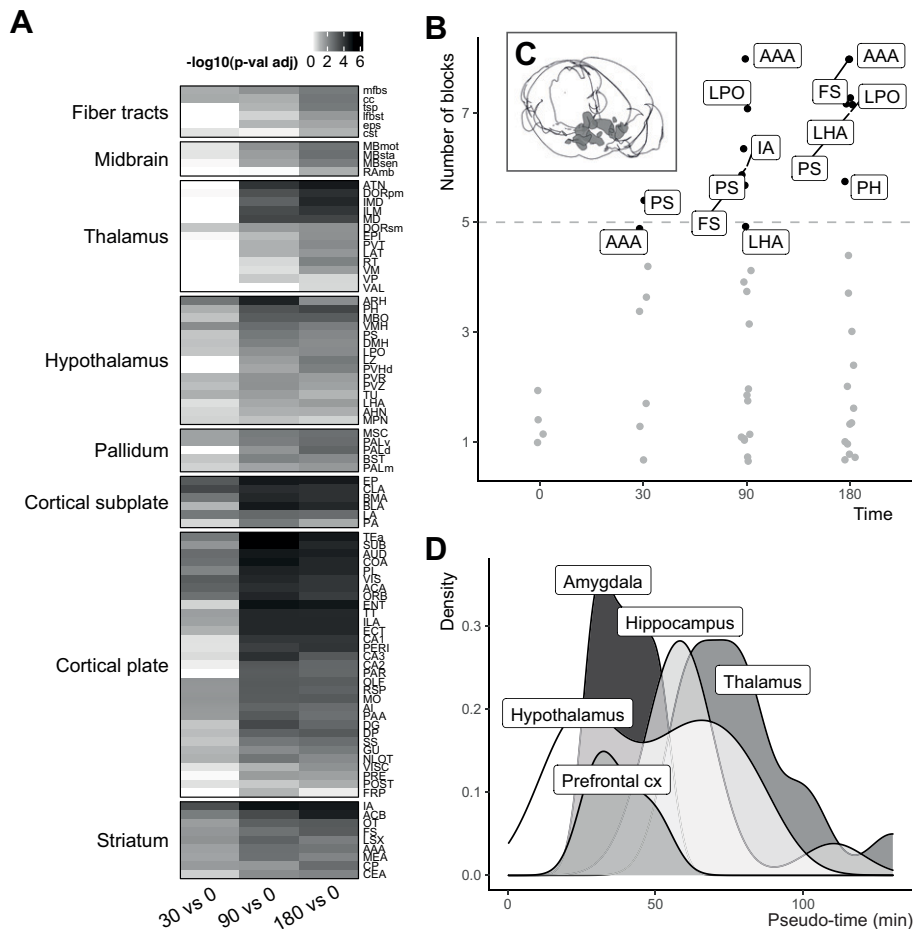 A
-log10(p-val adj) 0 2 4 6
Fiber tracts
mfbs
cc
tsp
lfbst
eps
cst
Midbrain
MBmot
MBsta
MBsen
RAmb
Thalamus
ATN
DORpm
IMD
ILM
MD
DORsm
EPI
PVT
LAT
RT
VM
VP
VAL
Hypothalamus
ARH
PH
MBO
VMH
PS
DMH
LPO
LZ
PVHd
PVR
PVZ
TU
LHA
AHN
MPN
Pallidum
MSC
PALv
PALd
BST
PALm
Cortical subplate
EP
CLA
BMA
BLA
LA
PA
Cortical plate
TEa
SUB
AUD
COA
PL
VIS
ACA
ORB
ENT
TT
ILA
ECT
CA1
PERI
CA3
CA2
PAR
OLF
RSP
MO
AI
PAA
DG
DP
SS
GU
NLOT
VISC
PRE
POST
FRP
Striatum
IA
ACB
OT
FS
LSX
AAA
MEA
CP
CEA
30 vs 0 90 vs 0 180 vs 0
B
Number of blocks
7
5
3
1
0 30 90 180
Time
C
AAA AAA
LPO FS LPO
IA LHA
PS PS
PS PH
FS
AAA LHA
D
Density
0.3
0.2
0.1
0.0
Amygdala
Hippocampus
Thalamus
Hypothalamus
Prefrontal cx
0 50 100
Pseudo-time (min)